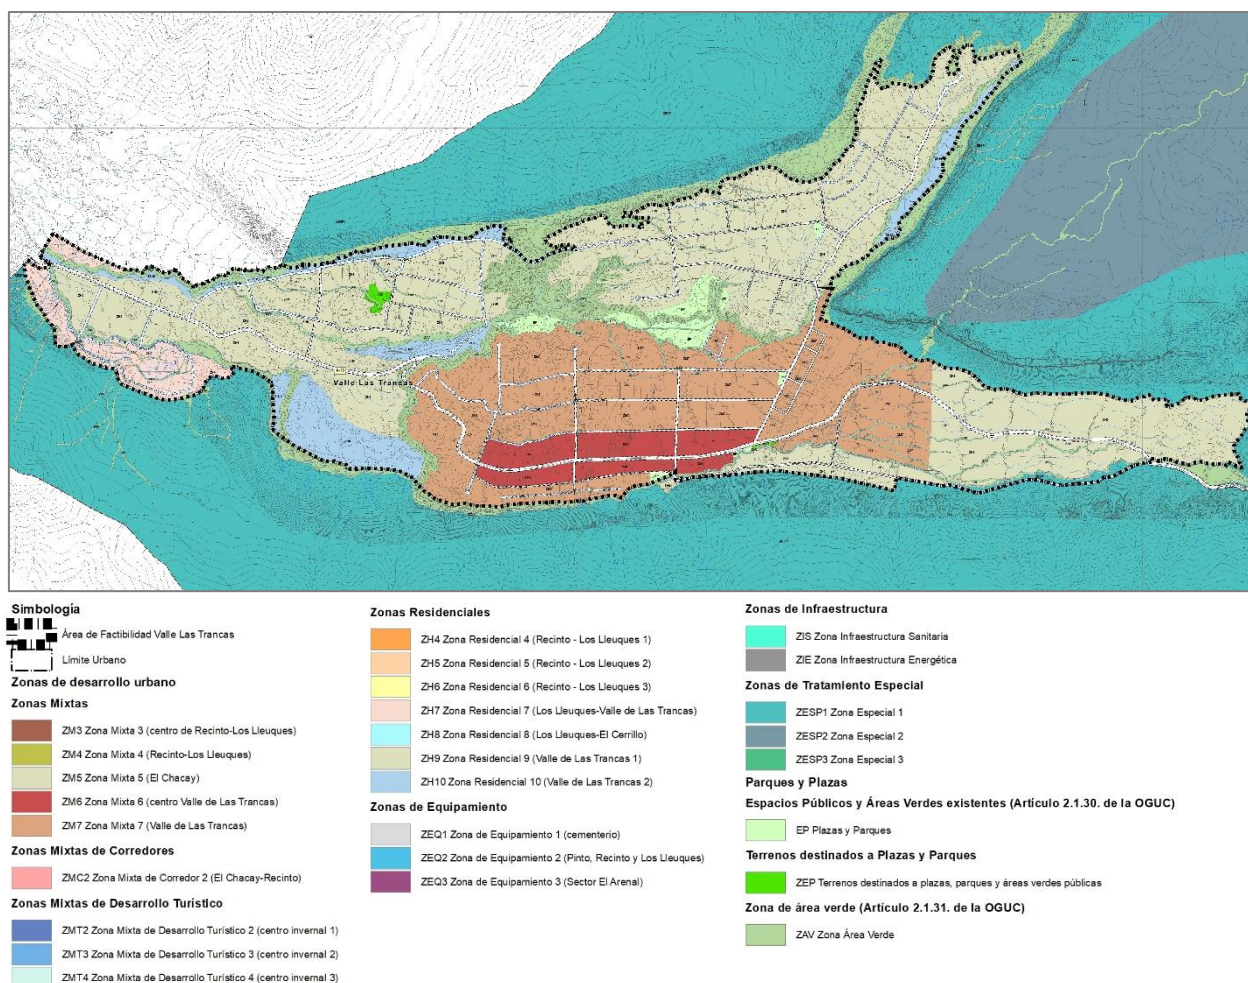 Valle Las Trancas
Simbología
Área de Factibilidad Valle Las Trancas
Límite Urbano
Zonas de desarrollo urbano
Zonas Mixtas
ZM3 Zona Mixta 3 (centro de Recinto-Los Lleuques)
ZM4 Zona Mixta 4 (Recinto-Los Lleuques)
ZM5 Zona Mixta 5 (El Chacay)
ZM6 Zona Mixta 6 (centro Valle de Las Trancas)
ZM7 Zona Mixta 7 (Valle de Las Trancas)
Zonas Mixtas de Corredores
ZMC2 Zona Mixta de Corredor 2 (El Chacay-Recinto)
Zonas Mixtas de Desarrollo Turístico
ZMT2 Zona Mixta de Desarrollo Turístico 2 (centro invernal 1)
ZMT3 Zona Mixta de Desarrollo Turístico 3 (centro invernal 2)
ZMT4 Zona Mixta de Desarrollo Turístico 4 (centro invernal 3)
Zonas Residenciales
ZH4 Zona Residencial 4 (Recinto - Los Lleuques 1)
ZH5 Zona Residencial 5 (Recinto - Los Lleuques 2)
ZH6 Zona Residencial 6 (Recinto - Los Lleuques 3)
ZH7 Zona Residencial 7 (Los Lleuques-Valle de Las Trancas)
ZH8 Zona Residencial 8 (Los Lleuques-El Cerrillo)
ZH9 Zona Residencial 9 (Valle de Las Trancas 1)
ZH10 Zona Residencial 10 (Valle de Las Trancas 2)
Zonas de Equipamiento
ZEQ1 Zona de Equipamiento 1 (cementerio)
ZEQ2 Zona de Equipamiento 2 (Pinto, Recinto y Los Lleuques)
ZEQ3 Zona de Equipamiento 3 (Sector El Arenal)
Zonas de Infraestructura
ZIS Zona Infraestructura Sanitaria
ZIE Zona Infraestructura Energética
Zonas de Tratamiento Especial
ZESP1 Zona Especial 1
ZESP2 Zona Especial 2
ZESP3 Zona Especial 3
Parques y Plazas
Espacios Públicos y Áreas Verdes existentes (Artículo 2.1.30. de la OGUC)
EP Plazas y Parques
Terrenos destinados a Plazas y Parques
ZEP Terrenos destinados a plazas, parques y áreas verdes públicas
Zona de área verde (Artículo 2.1.31. de la OGUC)
ZAV Zona Área Verde